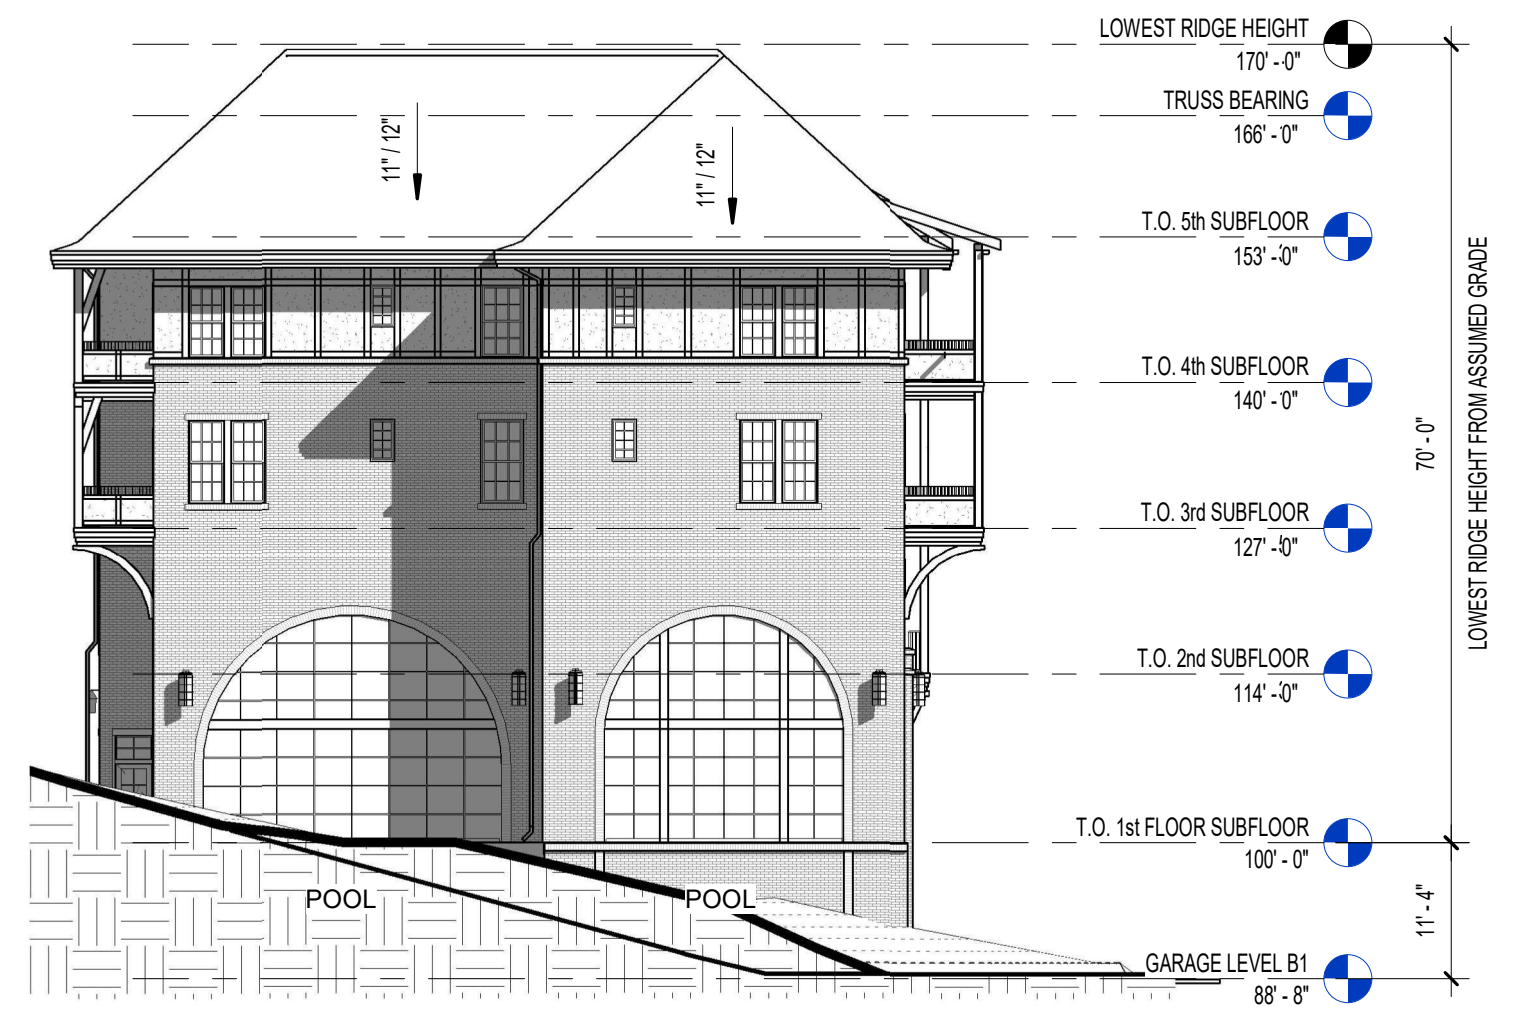 LOWEST RIDGE HEIGHT
170' - 0"
TRUSS BEARING
166' - 0"
11" / 12"
11" / 12"
T.O. 5th SUBFLOOR
153' - 0"
LOWEST RIDGE HEIGHT FROM ASSUMED GRADE
70' - 0"
T.O. 4th SUBFLOOR
140' - 0"
T.O. 3rd SUBFLOOR
127' - 0"
T.O. 2nd SUBFLOOR
114' - 0"
T.O. 1st FLOOR SUBFLOOR
100' - 0"
POOL
POOL
11' - 4"
GARAGE LEVEL B1
88' - 8"